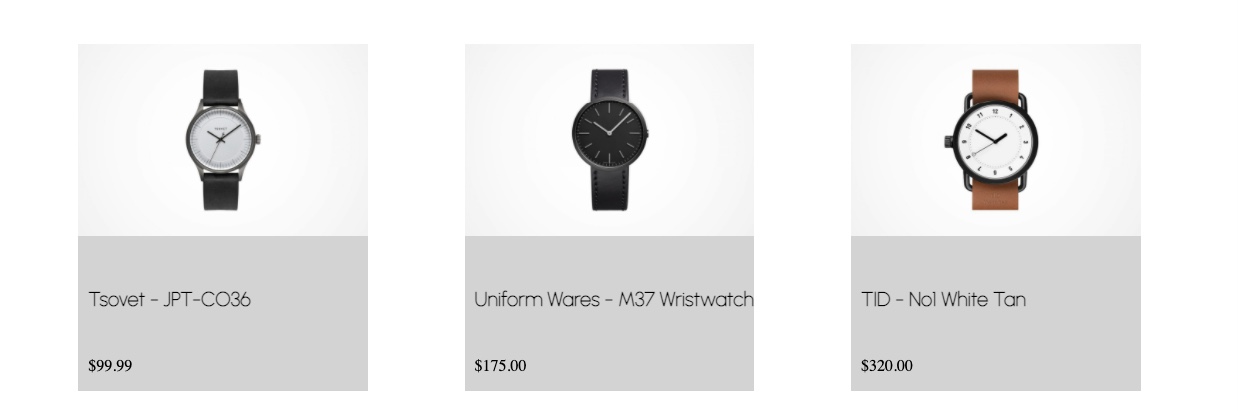 Tsovet - JPT-CO36
Uniform Wares - M37 Wristwatch
TID - No1 White Tan
$99.99
$175.00
$320.00